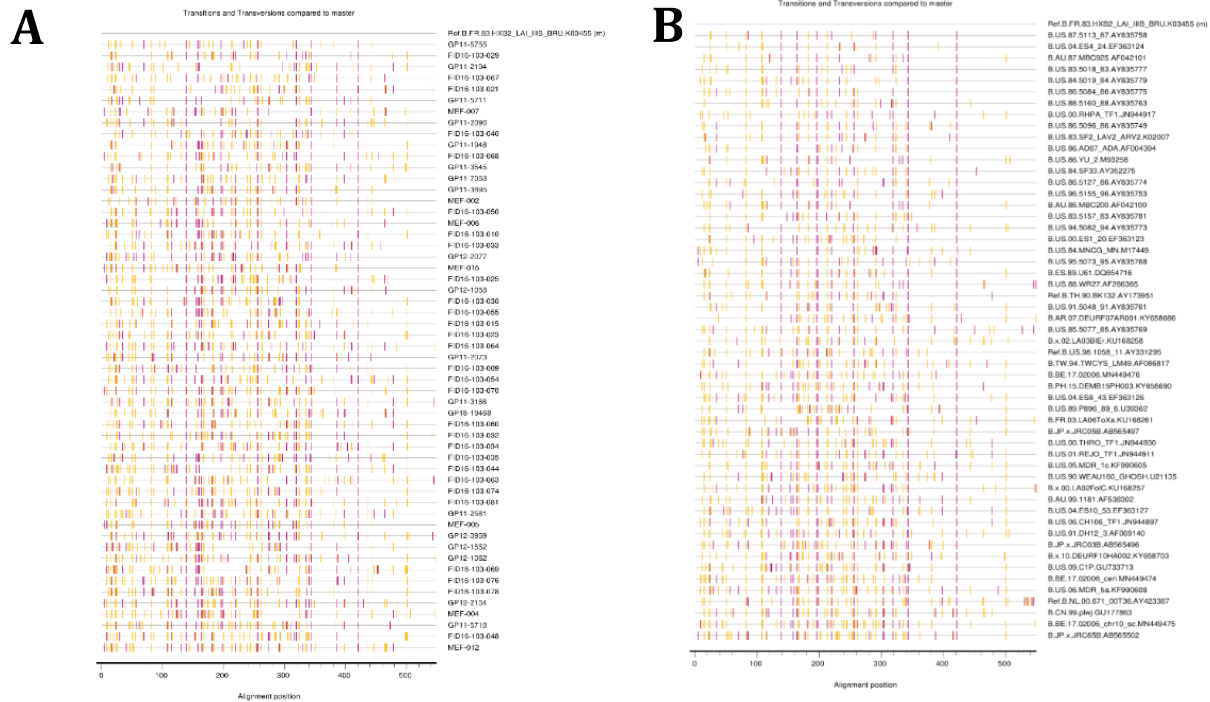 A
Transitions and Transversions compared to master
Ref.B.FR.83.HXB2_LAI_IIIB_BRU.K03455 (m)
GP11-5755
FID16-103-029
GP11-2194
FID16-103-067
FID16-103-021
GP11-5711
MEF-007
GP11-2095
FID16-103-040
GP11-1948
FID16-103-068
GP11-3545
GP11-7053
GP11-3695
MEF-002
FID16-103-050
MEF-006
FID16-103-016
FID16-103-033
GP12-2077
MEF-015
FID16-103-025
GP12-1058
FID16-103-036
FID16-103-055
FID16-103-015
FID16-103-023
FID16-103-064
GP11-2073
FID16-103-009
FID16-103-054
FID16-103-070
GP11-3166
GP16-19468
FID16-103-060
FID16-103-032
FID16-103-034
FID16-103-035
FID16-103-044
FID16-103-063
FID16-103-074
FID16-103-081
GP11-2581
MEF-005
GP12-0959
GP12-1552
GP12-1062
FID16-103-069
FID16-103-076
FID16-103-078
GP12-2154
MEF-004
GP11-5718
FID16-103-048
MEF-012
0 100 200 300 400 500
Alignment position
B
Transitions and Transversions compared to master
Ref.B.FR.83.HXB2_LAI_IIIB_BRU.K03455 (m)
B.US.87.5113_87.AY835758
B.US.04.ES4_24.EF363124
B.AU.87.MBC925.AF042101
B.US.83.5018_83.AY835777
B.US.84.5019_84.AY835779
B.US.86.5084_86.AY835775
B.US.88.5160_88.AY835763
B.US.00.RHPA_TF1.JN944917
B.US.86.5096_86.AY835749
B.US.83.SF2_LAV2_ARV2.K02007
B.US.86.AD87_ADA.AF004394
B.US.86.YU_2.M93258
B.US.84.SF33.AY352275
B.US.86.5127_86.AY835774
B.US.96.5155_96.AY835753
B.AU.86.MBC200.AF042100
B.US.83.5157_83.AY835781
B.US.94.5082_94.AY835773
B.US.00.ES1_20.EF363123
B.US.84.MNCG_MN.M17449
B.US.95.5073_95.AY835768
B.ES.89.U61.DQ854716
B.US.88.WR27.AF286365
Ref.B.TH.90.BK132.AY173951
B.US.91.5048_91.AY835761
B.AR.07.DEURF07AR001.KY658686
B.US.85.5077_85.AY835769
B.x.02.LA03BlEr.KU168258
Ref.B.US.98.1058_11.AY331295
B.TW.94.TWCYS_LM49.AF086817
B.BE.17.02006.MN449476
B.PH.15.DEMB15PH003.KY658690
B.US.04.ES8_43.EF363126
B.US.89.P896_89_6.U39362
B.FR.03.LA06ToXa.KU168261
B.JP.x.JRC05B.AB565497
B.US.00.THRO_TF1.JN944930
B.US.01.REJO_TF1.JN944911
B.US.05.MDR_1c.KF990605
B.US.90.WEAU160_GHOSH.U21135
B.x.00.LA02FolC.KU168257
B.AU.99.1181.AF538302
B.US.04.ES10_53.EF363127
B.US.06.CH106_TF1.JN944897
B.US.91.DH12_3.AF069140
B.JP.x.JRC03B.AB565496
B.x.10.DEURF10HA002.KY658703
B.US.09.C1P.GU733713
B.BE.17.02006_cen.MN449474
B.US.06.MDR_5a.KF990608
Ref.B.NL.00.671_00T36.AY423387
B.CN.99.plwj.GU177863
B.BE.17.02006_chr10_sc.MN449475
B.JP.x.JRC65B.AB565502
0 100 200 300 400 500
Alignment position